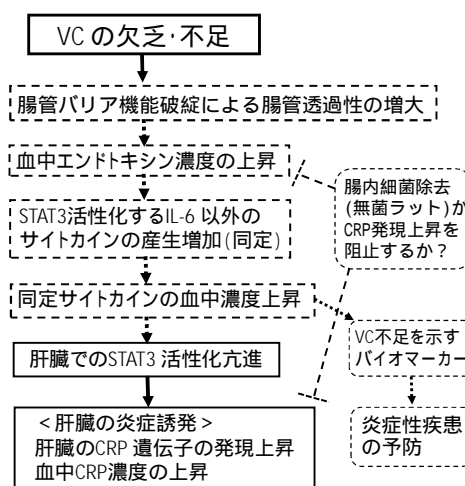 VC の欠乏･不足
腸管バリア機能破綻による腸管透過性の増大
血中エンドトキシン濃度の上昇
STAT3活性化するIL-6 以外の
サイトカインの産生増加(同定)
同定サイトカインの血中濃度上昇
肝臓でのSTAT3 活性化亢進
＜肝臓の炎症誘発＞
肝臓のCRP 遺伝子の発現上昇
血中CRP濃度の上昇
腸内細菌除去
(無菌ラット)が
CRP発現上昇を
阻止するか？
VC不足を示す
バイオマーカー
炎症性疾患
の予防